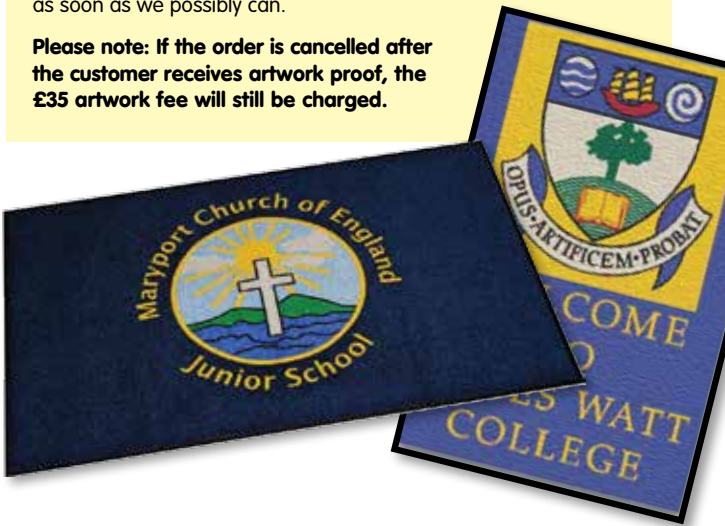 as soon as we possibly can.
Please note: If the order is cancelled after
the customer receives artwork proof, the
£35 artwork fee will still be charged.
Maryport Church of England
Junior School
OPUS·ARTIFICEM·PROBAT
COME
O
ES WATT
COLLEGE